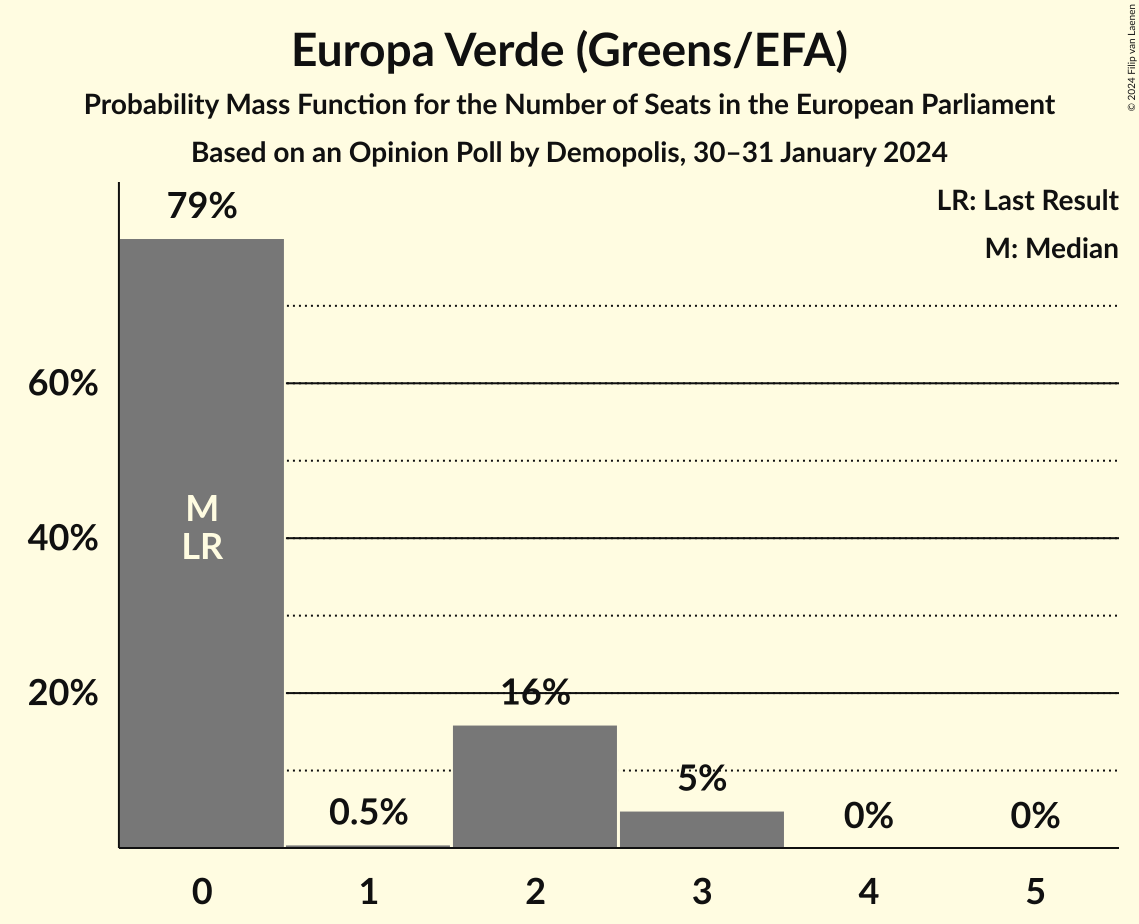 Europa Verde (Greens/EFA)
Probability Mass Function for the Number of Seats in the European Parliament
Based on an Opinion Poll by Demopolis, 30–31 January 2024
© 2024 Filip van Laenen
LR: Last Result
M: Median
79%
60%
M
40%
LR
20%
16%
5%
0.5%
0%
0%
0
1
2
3
4
5